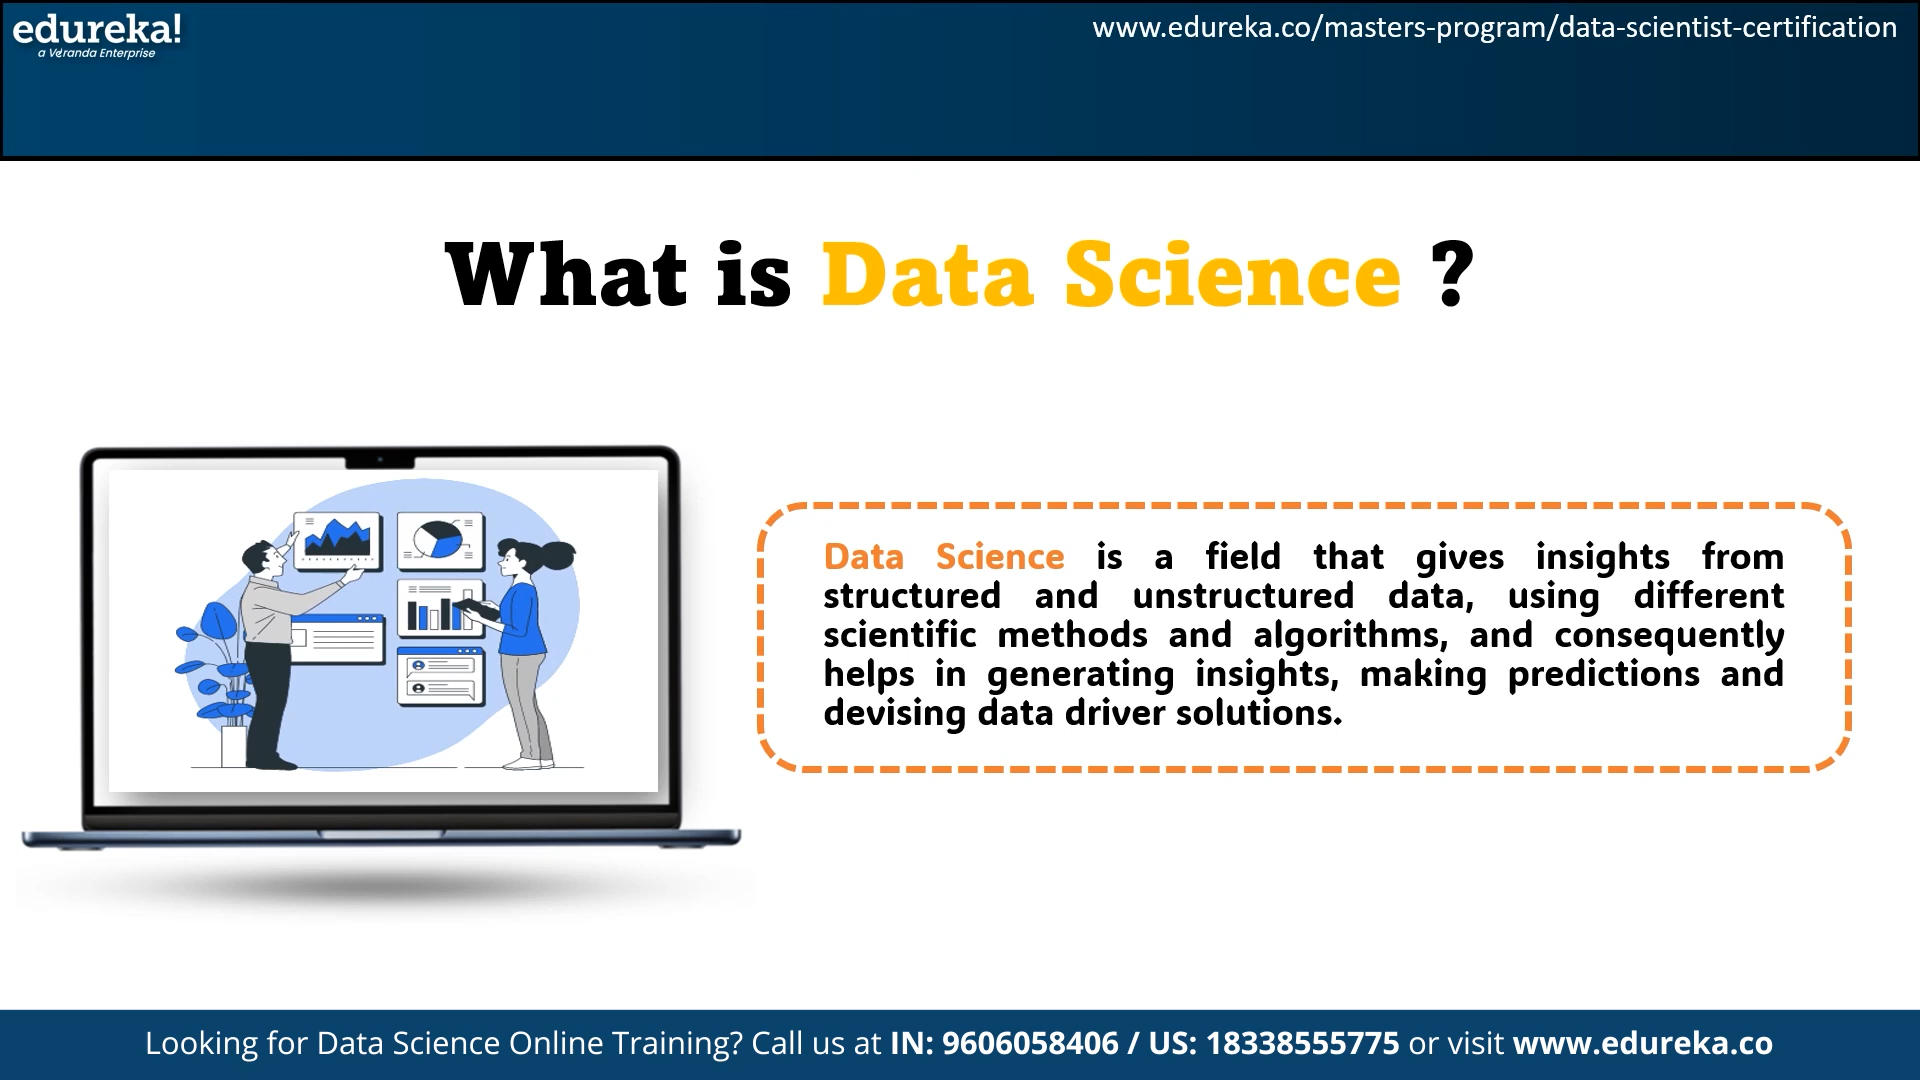 edureka!
a Veranda Enterprise
www.edureka.co/masters-program/data-scientist-certification
What is Data Science ?
Data Science is a field that gives insights from
structured and unstructured data, using different
scientific methods and algorithms, and consequently
helps in generating insights, making predictions and
devising data driver solutions.
Looking for Data Science Online Training? Call us at IN: 9606058406 / US: 18338555775 or visit www.edureka.co